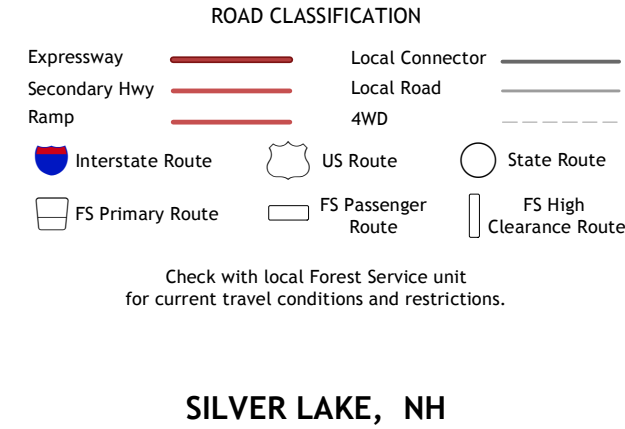 ROAD CLASSIFICATION
Expressway
Local Connector
Secondary Hwy
Local Road
Ramp
4WD
Interstate Route
US Route
State Route
FS Primary Route
FS Passenger
Route
FS High
Clearance Route
Check with local Forest Service unit
for current travel conditions and restrictions.
SILVER LAKE, NH